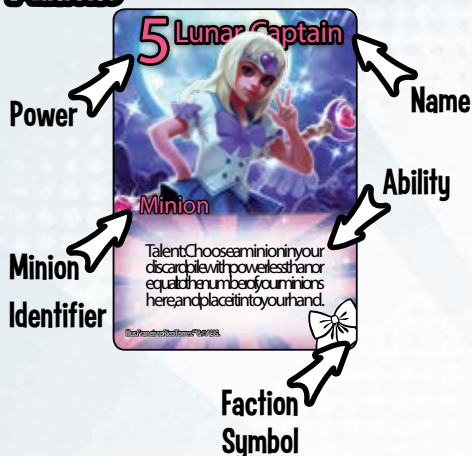 5 Lunar Captain
Power
Name
Minion
Ability
Talent: Choose a minion in your
discard pile with power less than or
equal to the number of your minions
here, and place it into your hand.
Minion
Identifier
Faction
Symbol